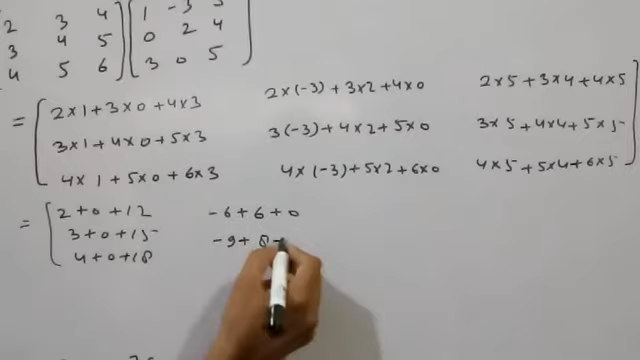 2 3 4 1 -3 5
3 4 5 0 2 4
4 5 6 3 0 5
= 2×1+3×0+4×3 2×(-3)+3×2+4×0 2×5+3×4+4×5
3×1+4×0+5×3 3(-3)+4×2+5×0 3×5+4×4+5×5
4×1+5×0+6×3 4×(-3)+5×2+6×0 4×5+5×4+6×5
= 2+0+12 -6+6+0
3+0+15 -9+8+
4+0+18